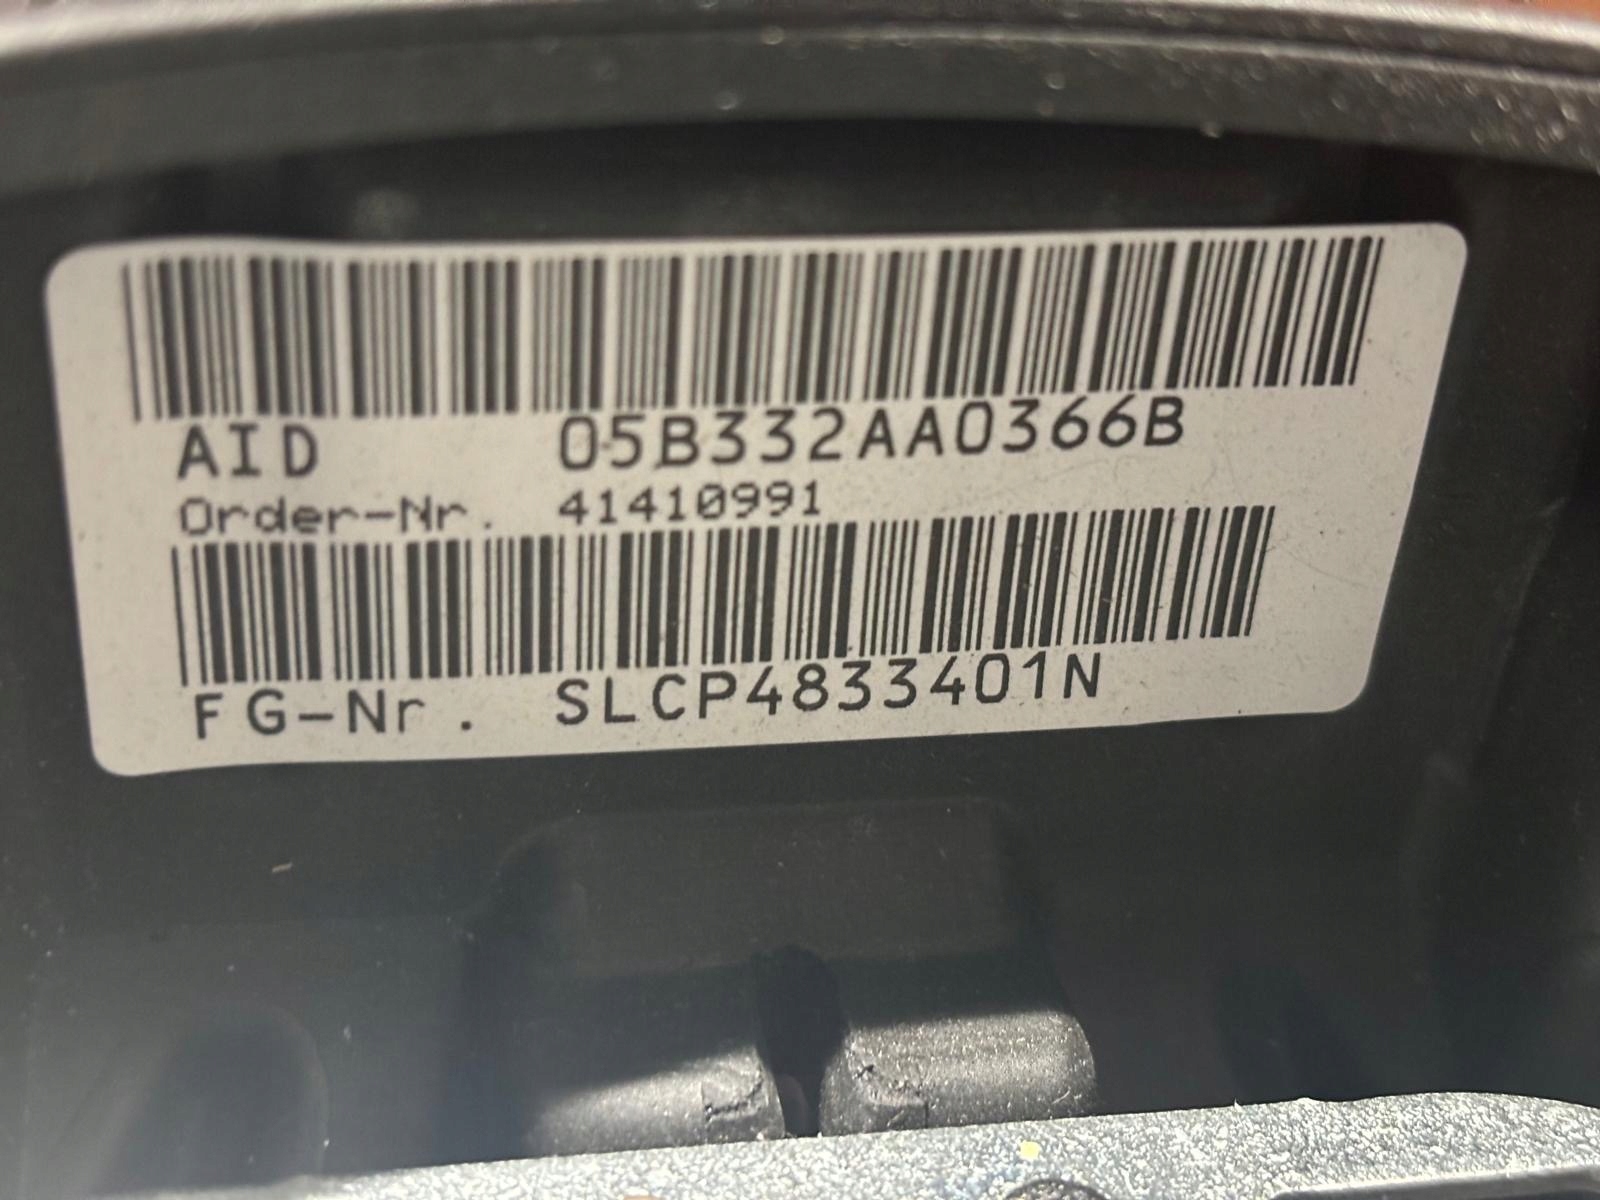 AID 05B332AA0366B
Order-Nr. 41410991
FG-Nr. SLCP4833401N